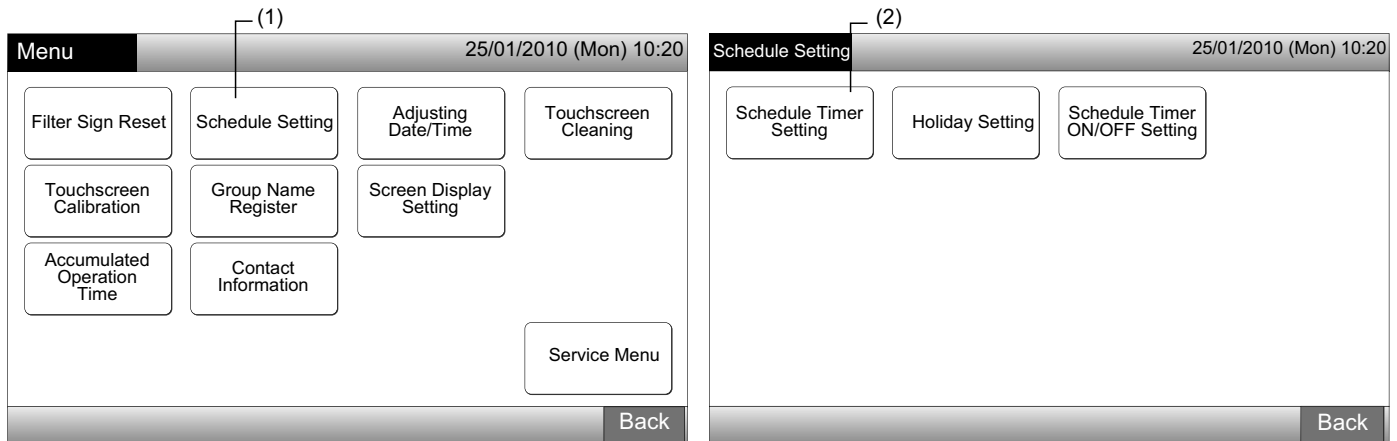 (1)
Menu
25/01/2010 (Mon) 10:20
Filter Sign Reset
Schedule Setting
Adjusting
Date/Time
Touchscreen
Cleaning
Touchscreen
Calibration
Group Name
Register
Screen Display
Setting
Accumulated
Operation
Time
Contact
Information
Service Menu
Back
(2)
Schedule Setting
25/01/2010 (Mon) 10:20
Schedule Timer
Setting
Holiday Setting
Schedule Timer
ON/OFF Setting
Back